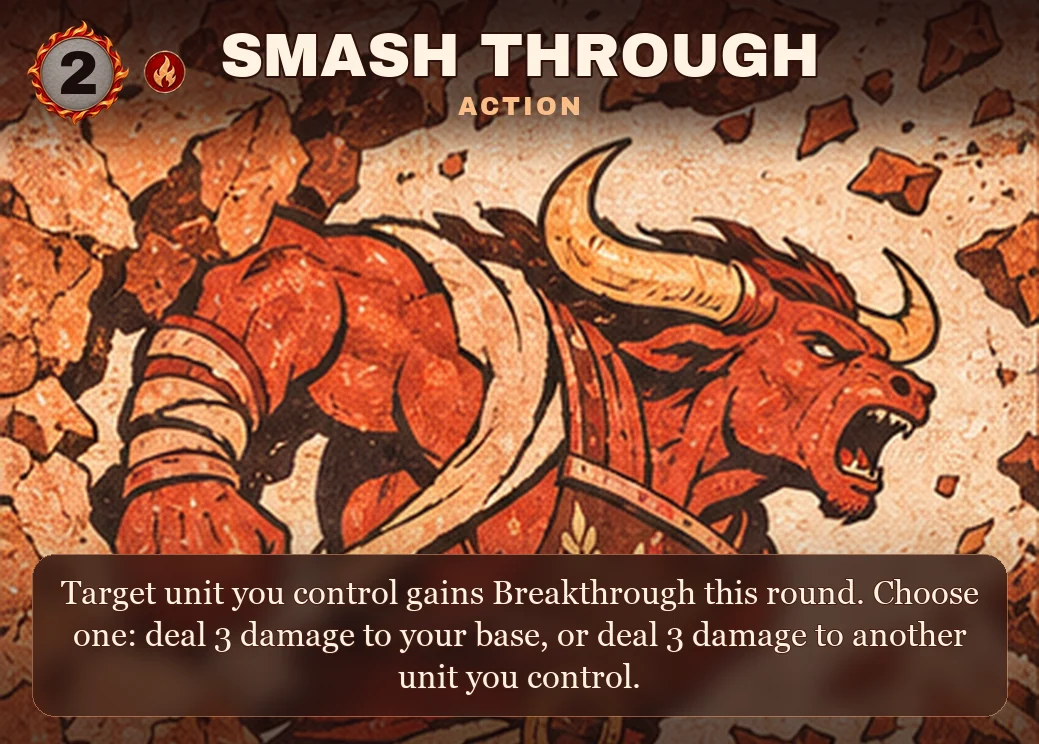 2
SMASH THROUGH
ACTION
Target unit you control gains Breakthrough this round. Choose
one: deal 3 damage to your base, or deal 3 damage to another
unit you control.